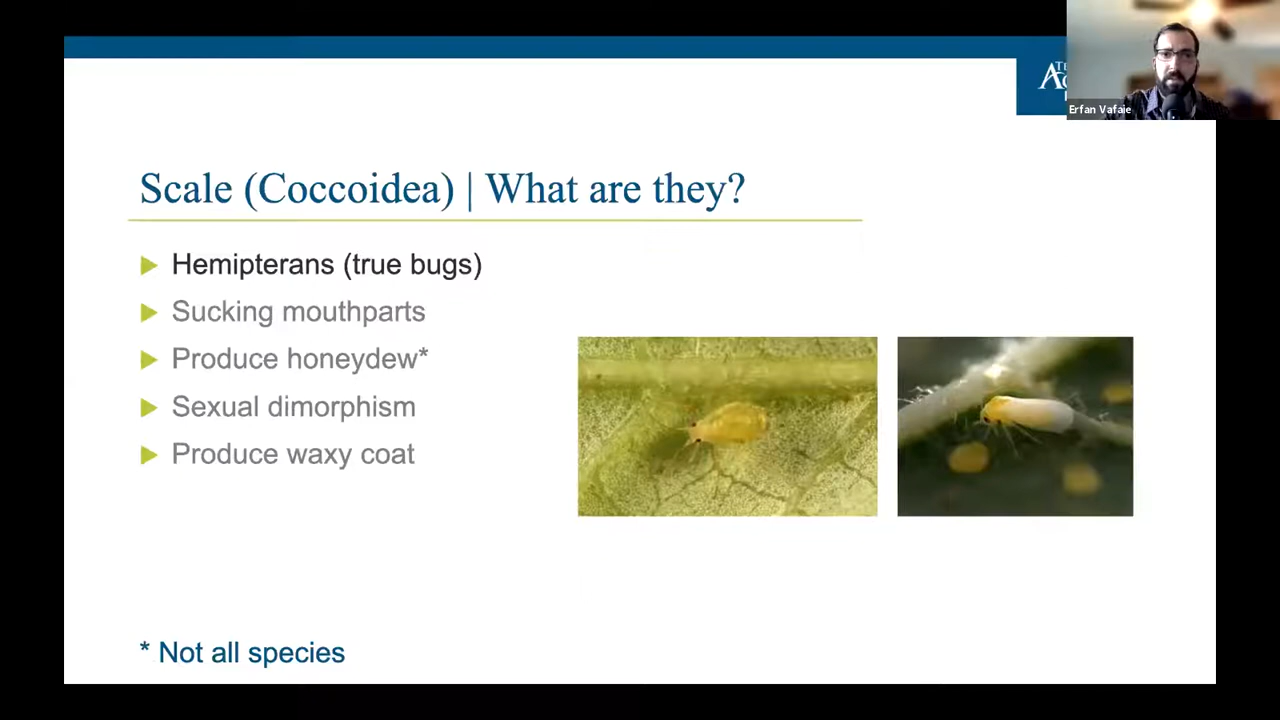 Erfan Vafaie
Scale (Coccoidea) | What are they?
Hemipterans (true bugs)
Sucking mouthparts
Produce honeydew*
Sexual dimorphism
Produce waxy coat
* Not all species